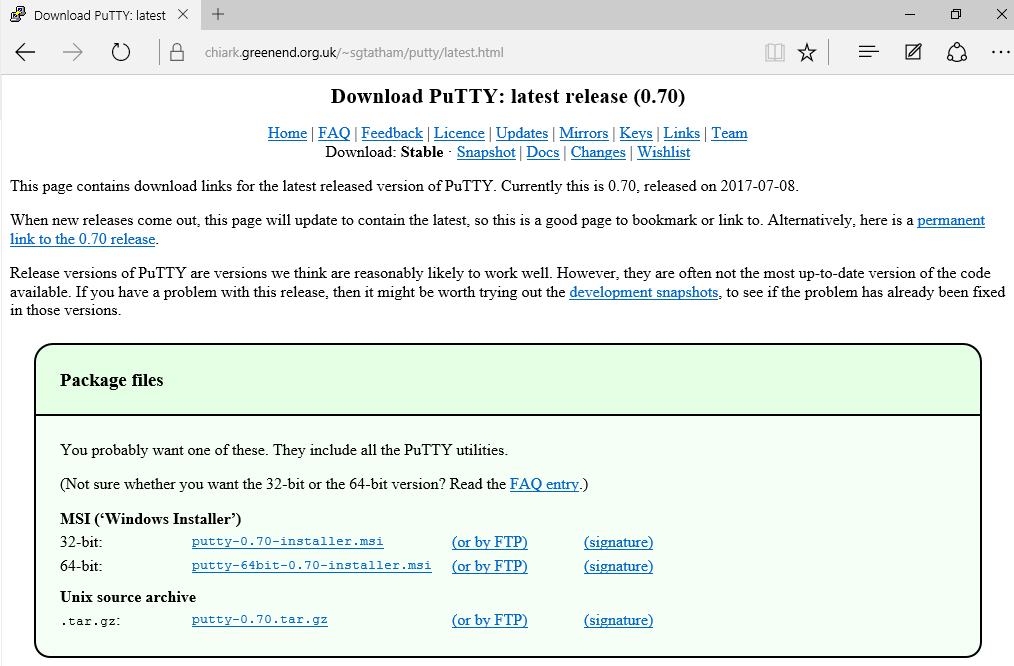 Download PuTTY: latest
chiark.greenend.org.uk/~sgtatham/putty/latest.html
Download PuTTY: latest release (0.70)
Home | FAQ | Feedback | Licence | Updates | Mirrors | Keys | Links | Team
Download: Stable · Snapshot | Docs | Changes | Wishlist
This page contains download links for the latest released version of PuTTY. Currently this is 0.70, released on 2017-07-08.
When new releases come out, this page will update to contain the latest, so this is a good page to bookmark or link to. Alternatively, here is a permanent
link to the 0.70 release.
Release versions of PuTTY are versions we think are reasonably likely to work well. However, they are often not the most up-to-date version of the code
available. If you have a problem with this release, then it might be worth trying out the development snapshots, to see if the problem has already been fixed
in those versions.
Package files
You probably want one of these. They include all the PuTTY utilities.
(Not sure whether you want the 32-bit or the 64-bit version? Read the FAQ entry.)
MSI (‘Windows Installer’)
32-bit: putty-0.70-installer.msi (or by FTP) (signature)
64-bit: putty-64bit-0.70-installer.msi (or by FTP) (signature)
Unix source archive
.tar.gz: putty-0.70.tar.gz (or by FTP) (signature)